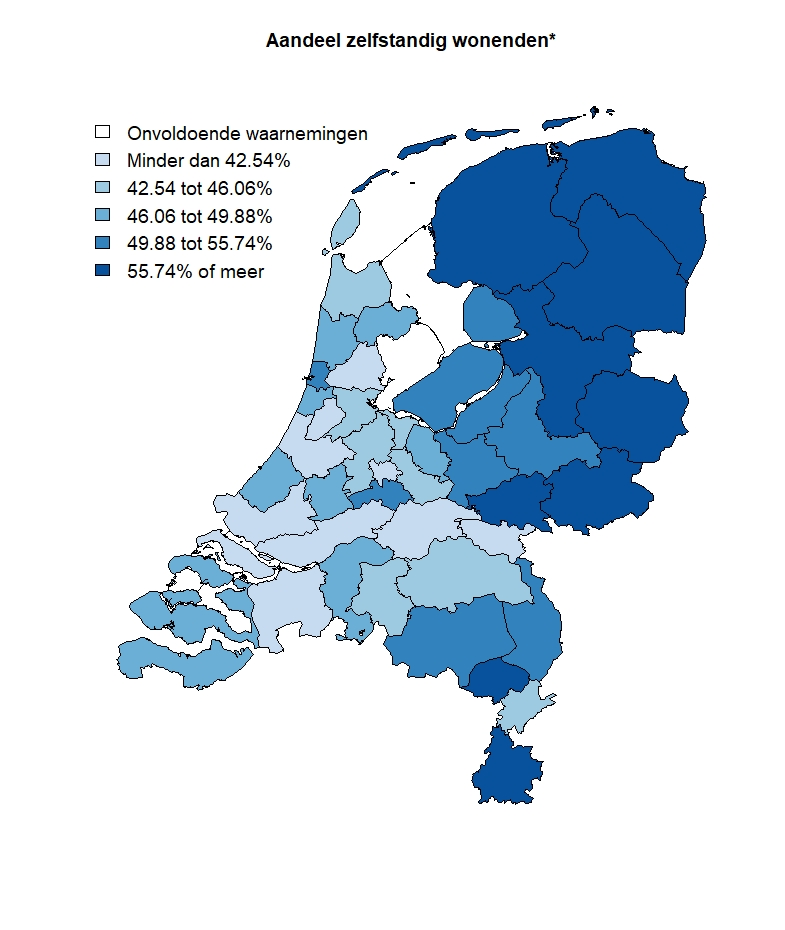 Aandeel zelfstandig wonenden*
Onvoldoende waarnemingen
Minder dan 42.54%
42.54 tot 46.06%
46.06 tot 49.88%
49.88 tot 55.74%
55.74% of meer